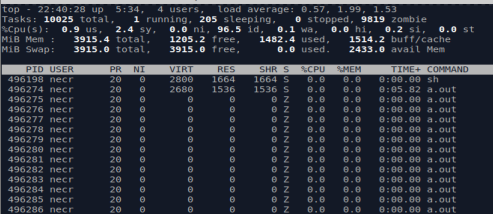 top - 22:40:28 up  5:34,  4 users,  load average: 0.57, 1.99, 1.53
Tasks: 10025 total,   1 running, 205 sleeping,   0 stopped, 9819 zombie
%Cpu(s):  0.9 us,  2.4 sy,  0.0 ni, 96.5 id,  0.1 wa,  0.0 hi,  0.2 si,  0.0 st
MiB Mem :   3915.4 total,   1205.2 free,   1482.4 used,   1514.2 buff/cache
MiB Swap:   3915.0 total,   3915.0 free,      0.0 used.   2433.0 avail Mem
PID USER      PR  NI    VIRT    RES    SHR S  %CPU  %MEM     TIME+ COMMAND
496198 necr      20   0    2800   1664   1664 S   0.0   0.0   0:00.00 sh
496274 necr      20   0    2680   1536   1536 S   0.0   0.0   0:05.82 a.out
496275 necr      20   0       0      0      0 Z   0.0   0.0   0:00.00 a.out
496276 necr      20   0       0      0      0 Z   0.0   0.0   0:00.00 a.out
496277 necr      20   0       0      0      0 Z   0.0   0.0   0:00.00 a.out
496278 necr      20   0       0      0      0 Z   0.0   0.0   0:00.00 a.out
496279 necr      20   0       0      0      0 Z   0.0   0.0   0:00.00 a.out
496280 necr      20   0       0      0      0 Z   0.0   0.0   0:00.00 a.out
496281 necr      20   0       0      0      0 Z   0.0   0.0   0:00.00 a.out
496282 necr      20   0       0      0      0 Z   0.0   0.0   0:00.00 a.out
496283 necr      20   0       0      0      0 Z   0.0   0.0   0:00.00 a.out
496284 necr      20   0       0      0      0 Z   0.0   0.0   0:00.00 a.out
496285 necr      20   0       0      0      0 Z   0.0   0.0   0:00.00 a.out
496286 necr      20   0       0      0      0 Z   0.0   0.0   0:00.00 a.out